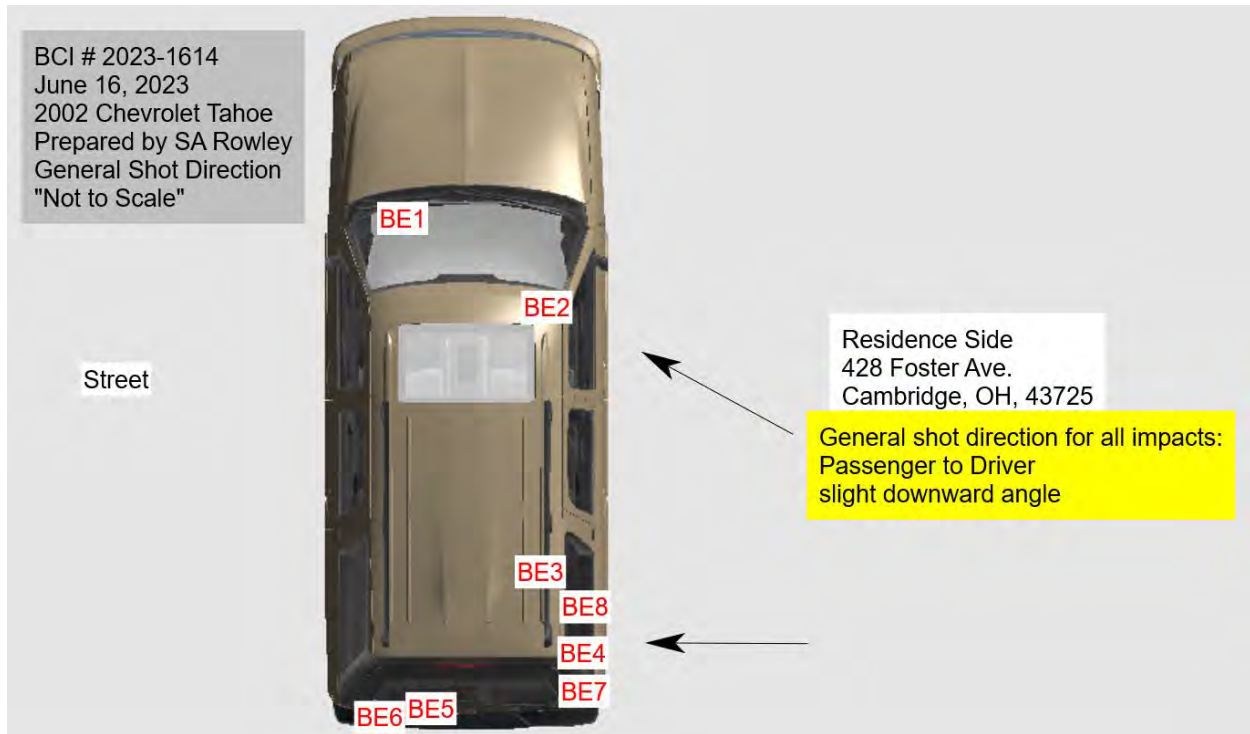 BCI # 2023-1614
June 16, 2023
2002 Chevrolet Tahoe
Prepared by SA Rowley
General Shot Direction
"Not to Scale"
BE1
BE2
Street
Residence Side
428 Foster Ave.
Cambridge, OH, 43725
General shot direction for all impacts:
Passenger to Driver
slight downward angle
BE3
BE8
BE4
BE7
BE5
BE6